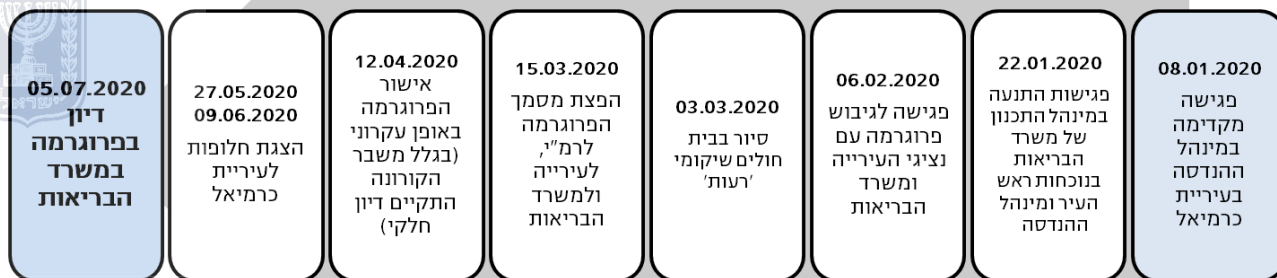 08.01.2020
פגישה
מקדימה
במינהל
ההנדסה
בעיריית
כרמיאל
22.01.2020
פגישות התנעה
במינהל התכנון
של משרד
הבריאות
בנוכחות ראש
העיר ומינהל
ההנדסה
06.02.2020
פגישה לגיבוש
פרוגרמה עם
נציגי העירייה
ומשרד
הבריאות
03.03.2020
סיור בבית
חולים שיקומי
'רעות'
15.03.2020
הפצת מסמך
הפרוגרמה
לרמ"י,
לעירייה
ולמשרד
הבריאות
12.04.2020
אישור
הפרוגרמה
באופן עקרוני
(בגלל משבר
הקורונה
התקיים דיון
חלקי)
27.05.2020
09.06.2020
הצגת חלופות
לעיריית
כרמיאל
05.07.2020
דיון
בפרוגרמה
במשרד
הבריאות